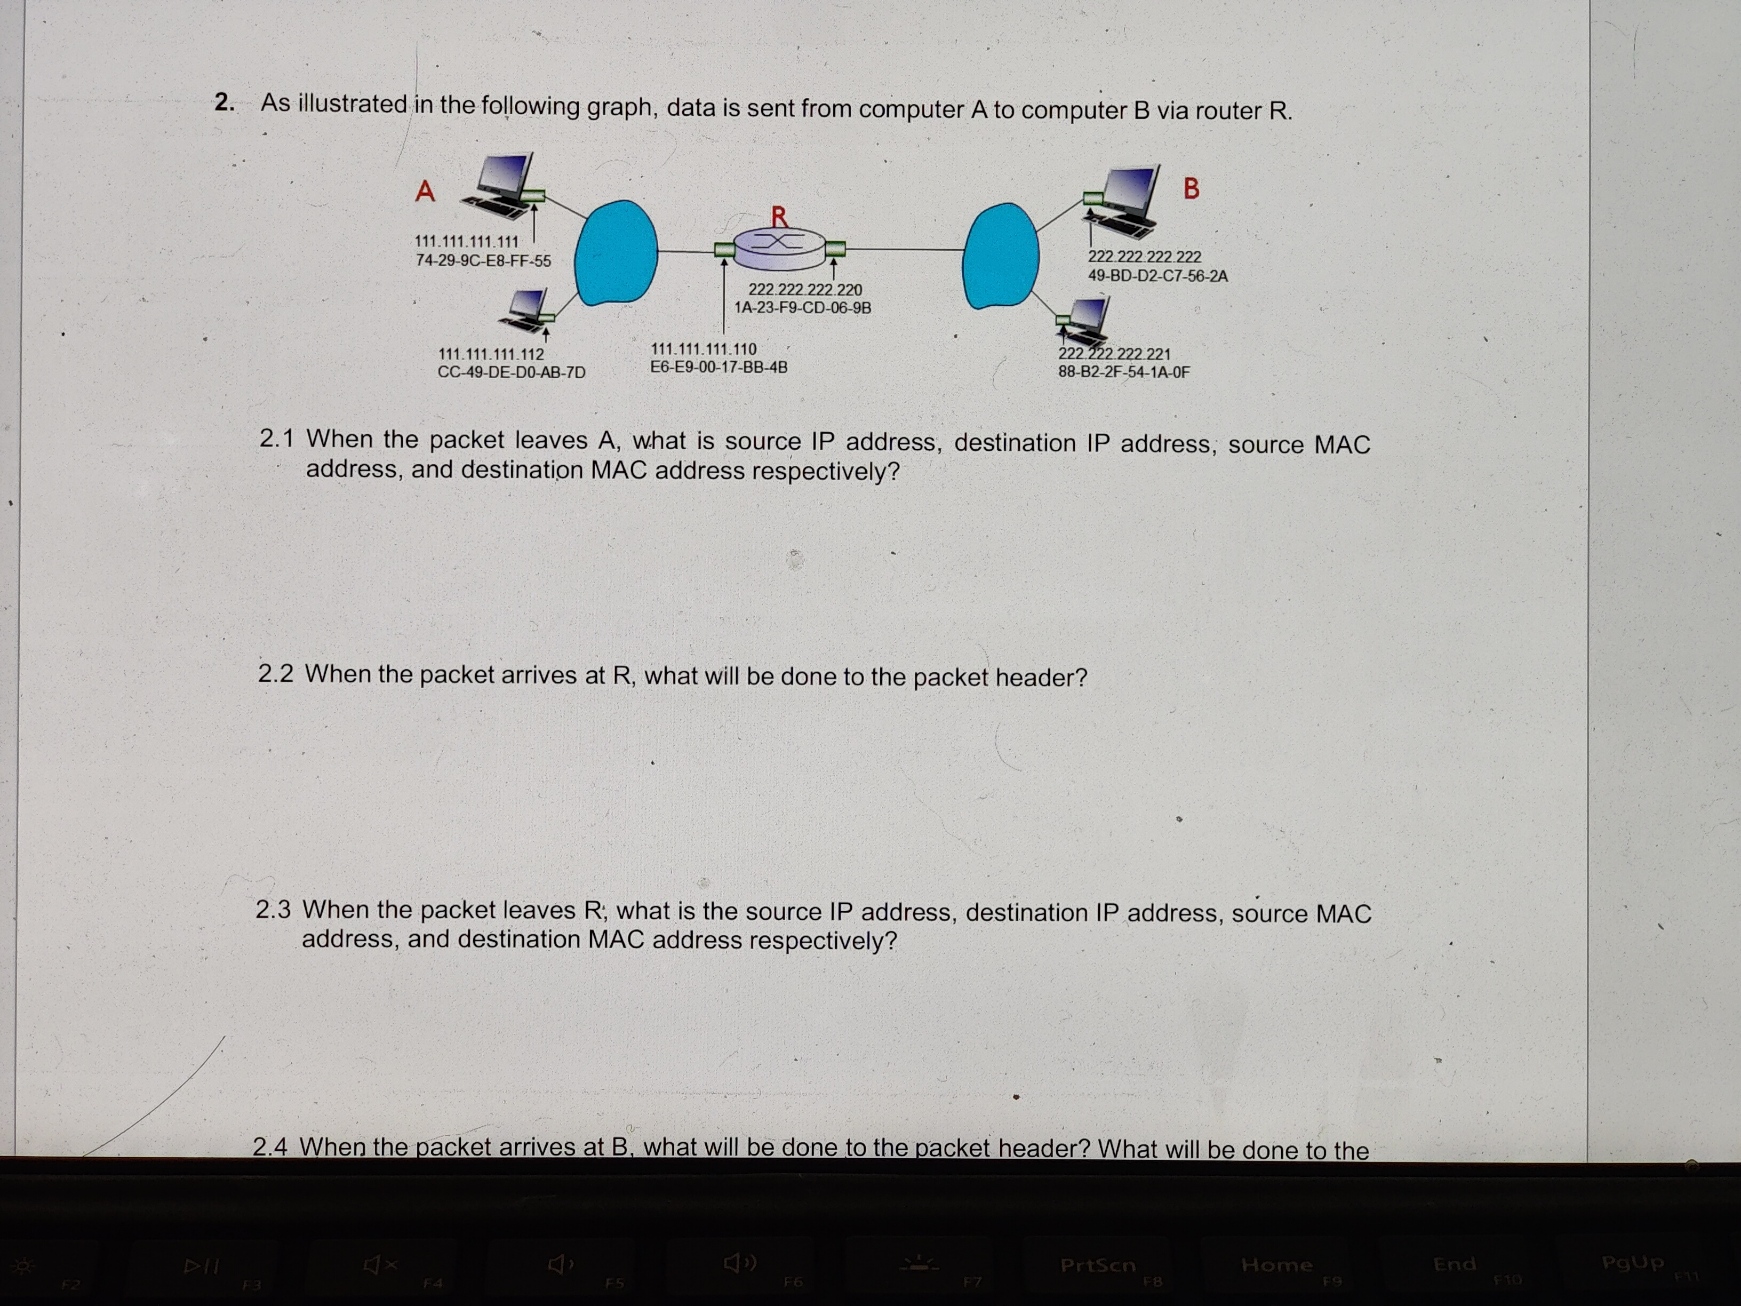 2. As illustrated in the following graph, data is sent from computer A to computer B via router R.
A
B
R
111.111.111.111
74-29-9C-E8-FF-55
222.222.222.222
49-BD-D2-C7-56-2A
222.222.222.220
1A-23-F9-CD-06-9B
111.111.111.112
CC-49-DE-D0-AB-7D
111.111.111.110
E6-E9-00-17-BB-4B
222.222.222.221
88-B2-2F-54-1A-0F
2.1 When the packet leaves A, what is source IP address, destination IP address, source MAC
address, and destination MAC address respectively?
2.2 When the packet arrives at R, what will be done to the packet header?
2.3 When the packet leaves R, what is the source IP address, destination IP address, source MAC
address, and destination MAC address respectively?
2.4 When the packet arrives at B, what will be done to the packet header? What will be done to the
PrtScn Home End PgUp
F2 F3 F4 F5 F6 F7 F8 F9 F10 F11